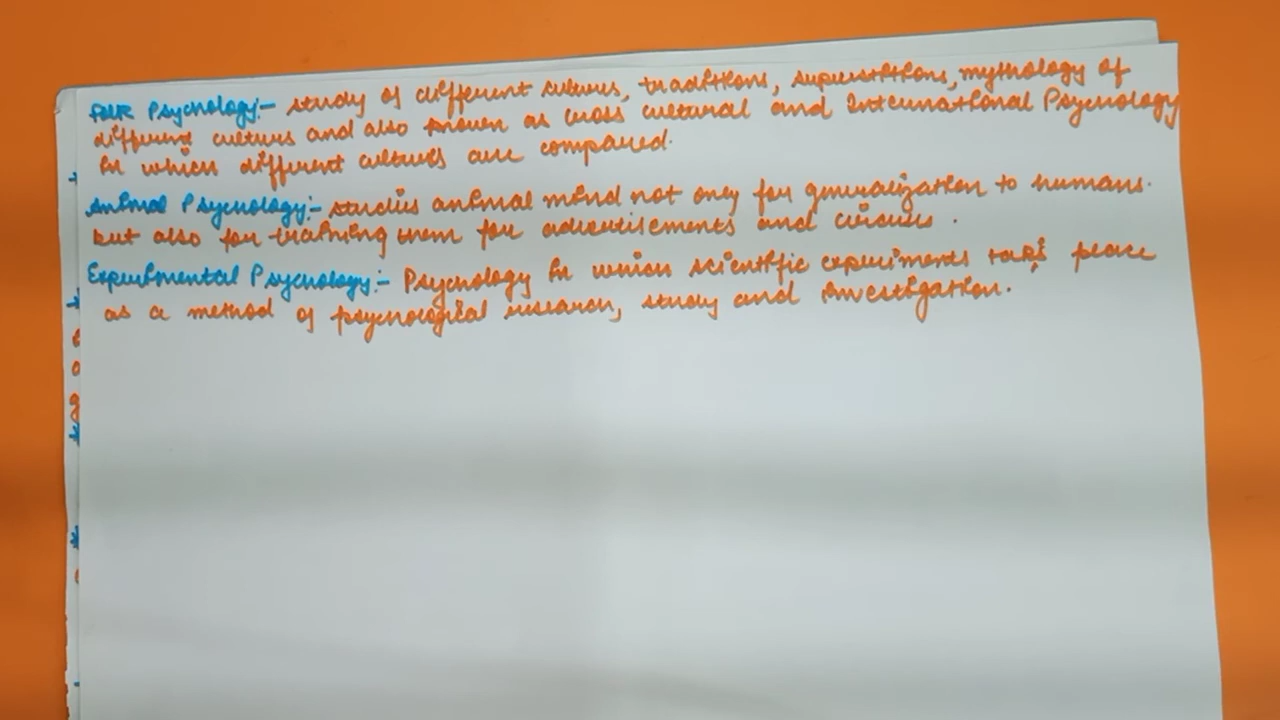 Folk Psychology:- study of different cultures, traditions, superstitions, mythology of
different cultures and also known as cross cultural and International Psychology
in which different cultures are compared.
Animal Psychology:- studies animal mind not only for generalization to humans.
but also for training them for advertisements and circuses.
Experimental Psychology:- Psychology in which scientific experiments take place
as a method of psychological research, study and investigation.